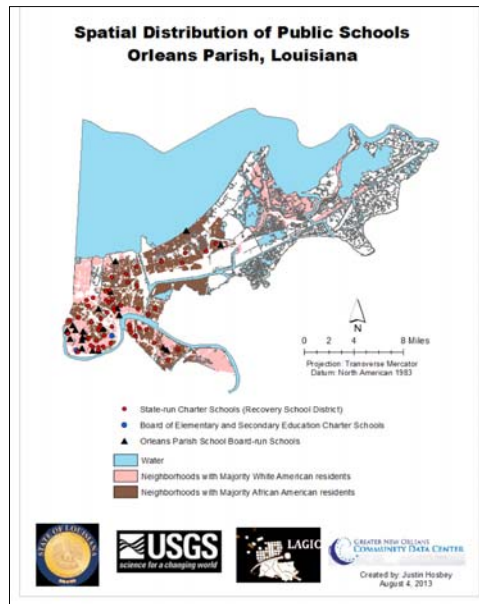 Spatial Distribution of Public Schools
Orleans Parish, Louisiana
N
0 2 4 8 Miles
Projection: Transverse Mercator
Datum: North American 1983
State-run Charter Schools (Recovery School District)
Board of Elementary and Secondary Education Charter Schools
Orleans Parish School Board-run Schools
Water
Neighborhoods with Majority White American residents
Neighborhoods with Majority African American residents
STATE OF LOUISIANA
USGS
science for a changing world
LAGIC
GREATER NEW ORLEANS
COMMUNITY DATA CENTER
Created by: Justin Hosbey
August 4, 2013